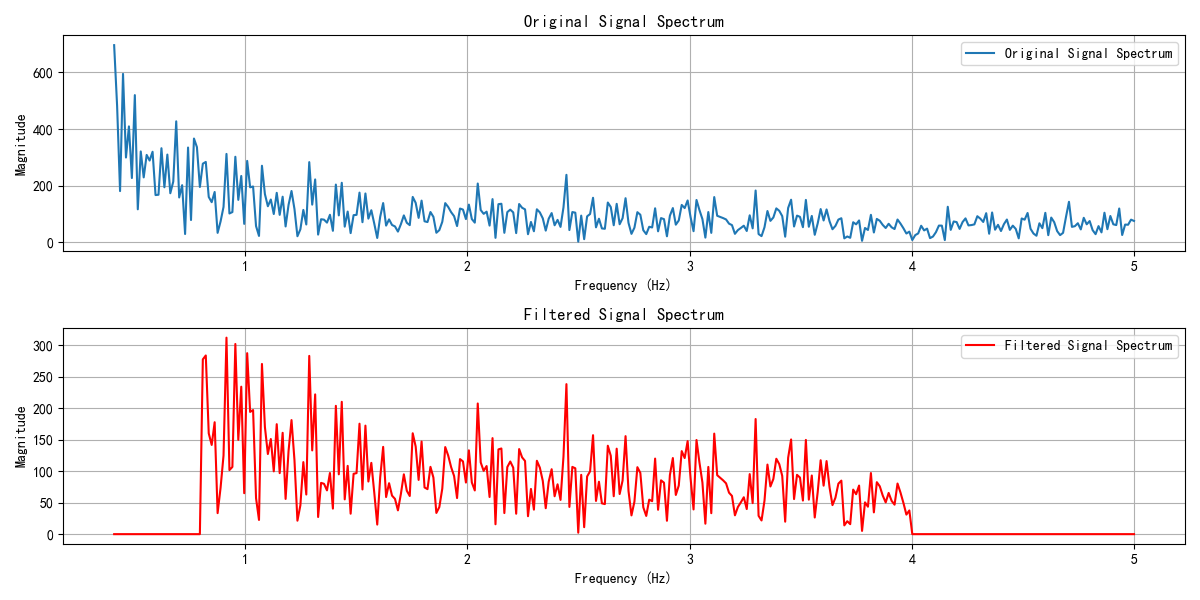 Original Signal Spectrum
Original Signal Spectrum
Magnitude
600
400
200
0
1
2
3
4
5
Frequency (Hz)
Filtered Signal Spectrum
Filtered Signal Spectrum
Magnitude
300
250
200
150
100
50
0
1
2
3
4
5
Frequency (Hz)